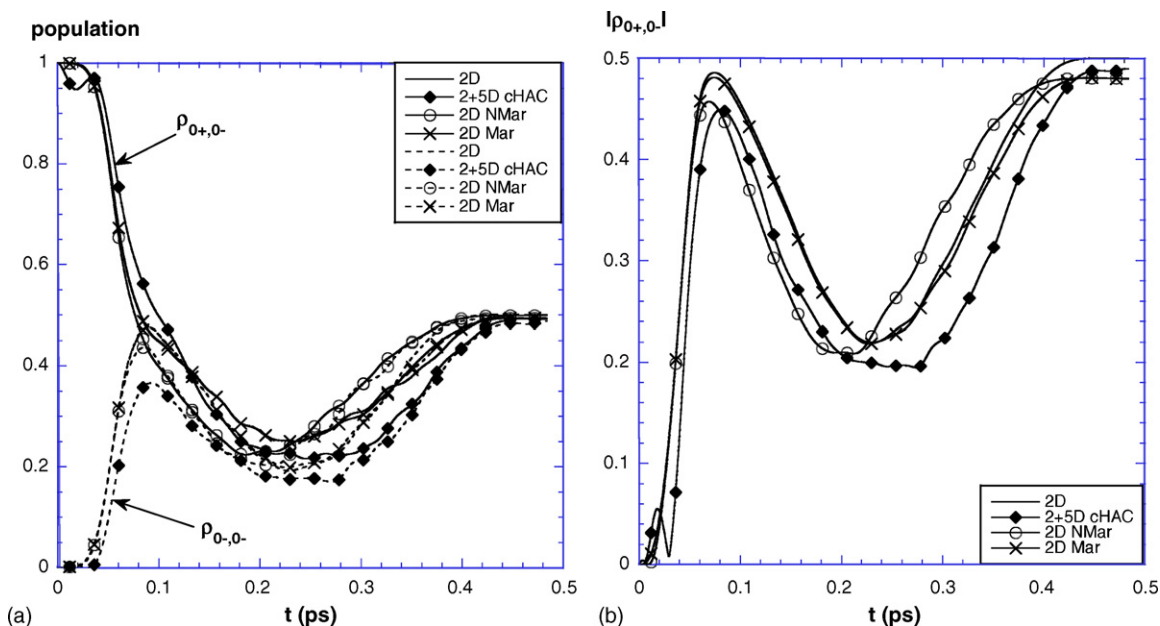 population
1
0.8
0.6
0.4
0.2
0
0 0.1 0.2 0.3 0.4 0.5
t (ps)
(a)
ρ0+,0-
ρ0-,0-
2D
2+5D cHAC
2D NMar
2D Mar
2D
2+5D cHAC
2D NMar
2D Mar
|ρ0+,0-|
0.5
0.4
0.3
0.2
0.1
0
0 0.1 0.2 0.3 0.4 0.5
t (ps)
(b)
2D
2+5D cHAC
2D NMar
2D Mar